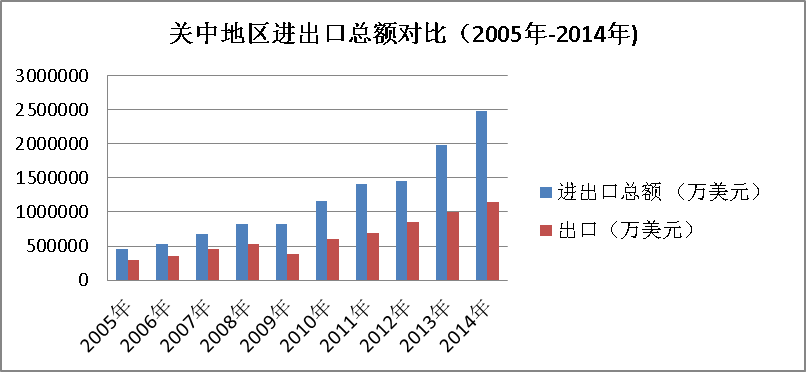 关中地区进出口总额对比（2005年-2014年)
3000000
2500000
2000000
1500000
1000000
500000
0
2005年
2006年
2007年
2008年
2009年
2010年
2011年
2012年
2013年
2014年
进出口总额 （万美元）
出口（万美元）